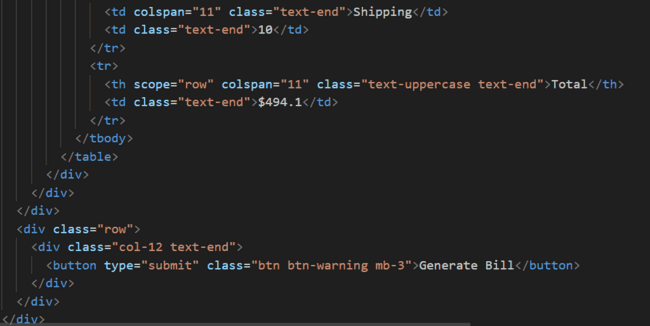 <td colspan="11" class="text-end">Shipping</td>
<td class="text-end">10</td>
</tr>
<tr>
<th scope="row" colspan="11" class="text-uppercase text-end">Total</th>
<td class="text-end">$494.1</td>
</tr>
</tbody>
</table>
</div>
</div>
</div>
<div class="row">
<div class="col-12 text-end">
<button type="submit" class="btn btn-warning mb-3">Generate Bill</button>
</div>
</div>
</div>